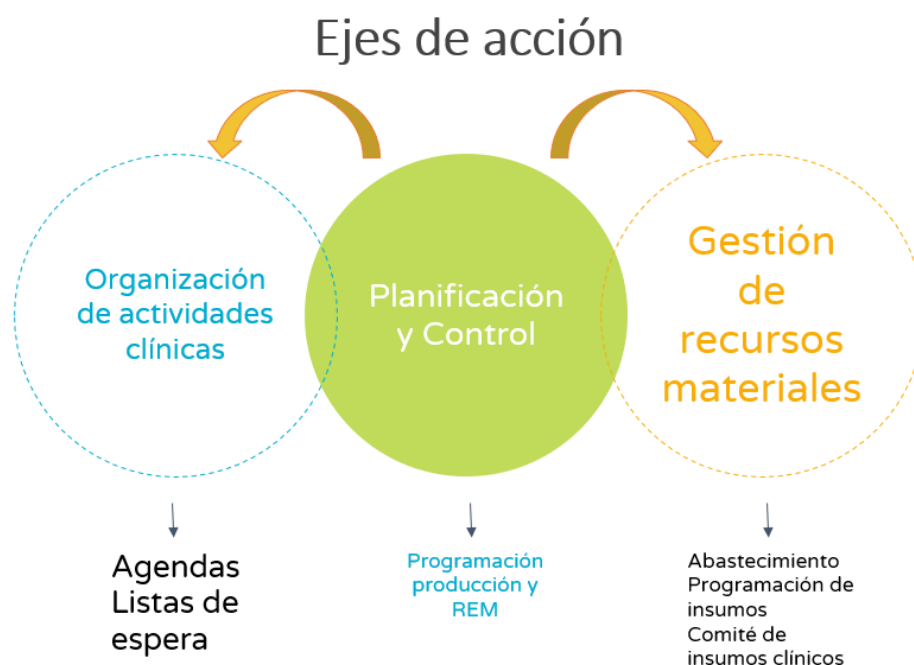 Ejes de acción
Organización
de actividades
clínicas
Planificación
y Control
Gestión
de
recursos
materiales
Agendas
Listas de
espera
Programación
producción y
REM
Abastecimiento
Programación de
insumos
Comité de
insumos clínicos